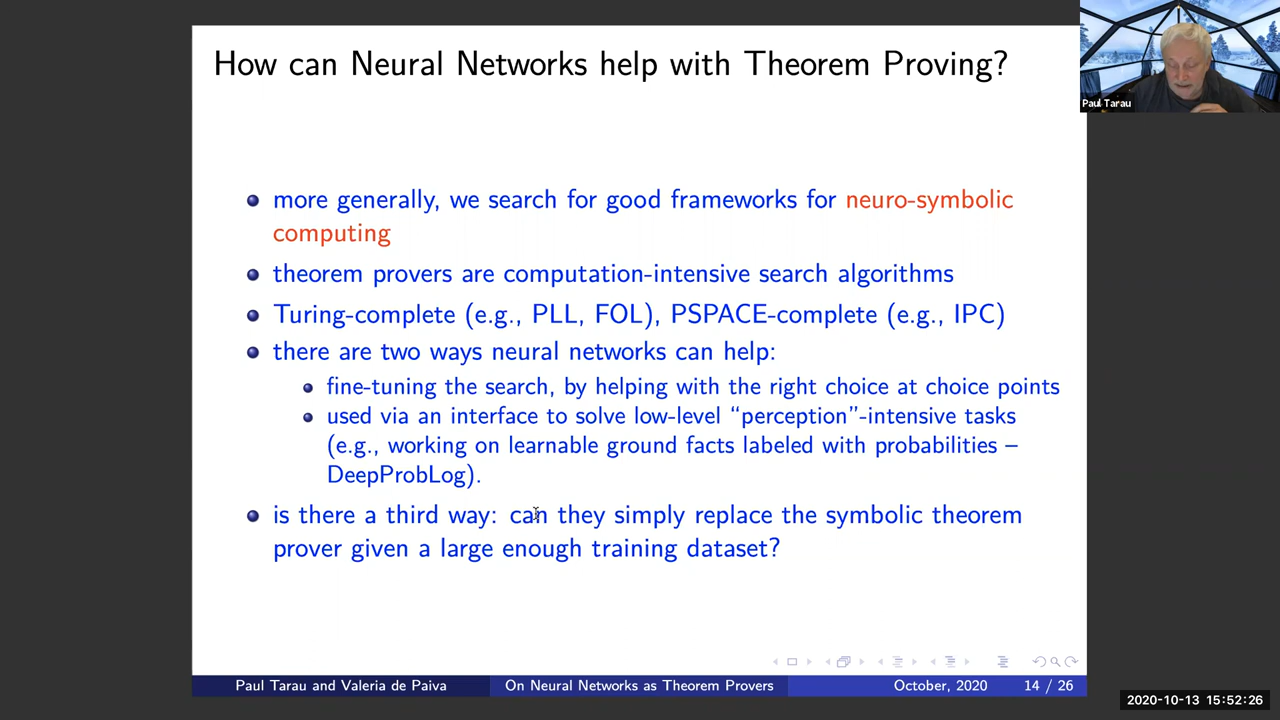 How can Neural Networks help with Theorem Proving?
Paul Tarau
more generally, we search for good frameworks for neuro-symbolic
computing
theorem provers are computation-intensive search algorithms
Turing-complete (e.g., PLL, FOL), PSPACE-complete (e.g., IPC)
there are two ways neural networks can help:
fine-tuning the search, by helping with the right choice at choice points
used via an interface to solve low-level “perception”-intensive tasks
(e.g., working on learnable ground facts labeled with probabilities –
DeepProbLog).
is there a third way: can they simply replace the symbolic theorem
prover given a large enough training dataset?
Paul Tarau and Valeria de Paiva
On Neural Networks as Theorem Provers
October, 2020
14 / 26
2020-10-13 15:52:26